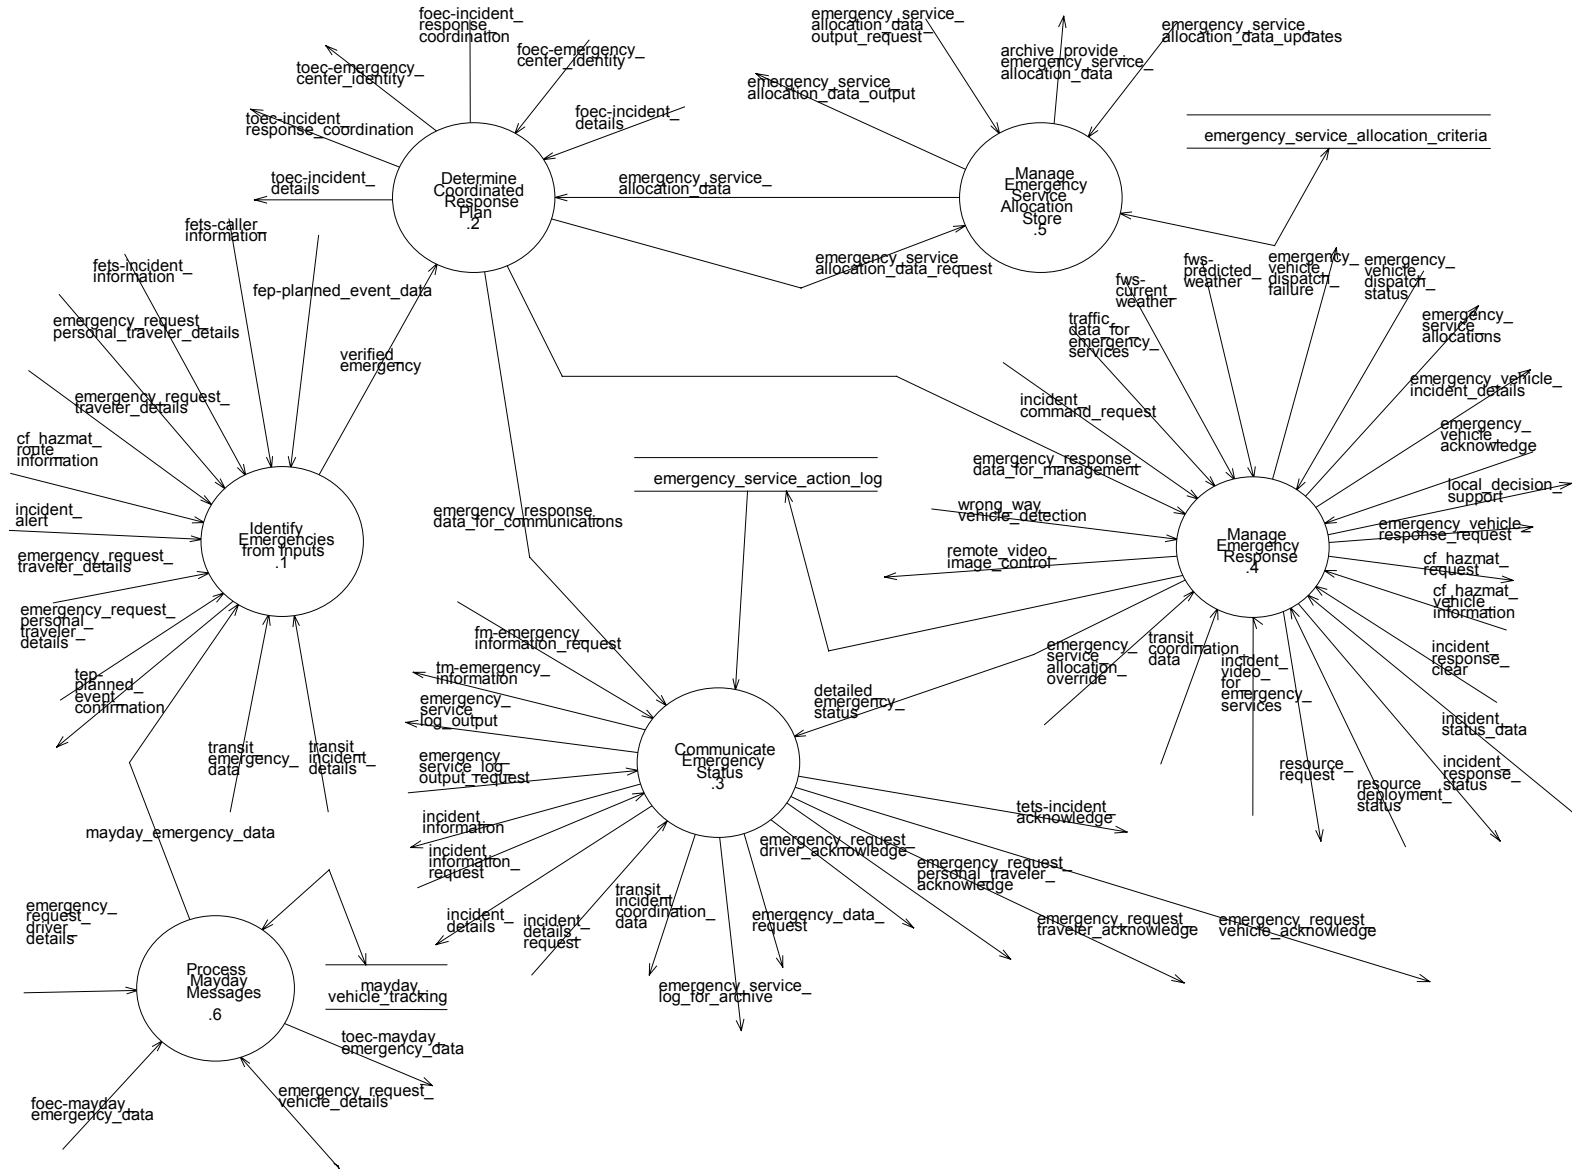 foec-incident_
response_
coordination
toec-emergency_
center_identity
foec-emergency_
center_identity
toec-incident_
response_coordination
foec-incident_
details
toec-incident_
details
Determine
Coordinated
Response
Plan
.2
emergency_service_
allocation_data
output_request
archive_provide_
emergency_service_
allocation_data
emergency_service_
allocation_data_updates
emergency_service_
allocation_data_output
emergency_service_allocation_criteria
Manage
Emergency
Service
Allocation
Store
.5
emergency_service_
allocation_data
emergency_service_
allocation_data_request
fets-caller_
information
fets-incident_
information
fep-planned_event_data
emergency_request_
personal_traveler_details
verified_
emergency
emergency_request_
traveler_details
cf_hazmat_
route_
information
incident_
alert
Identify
Emergencies
from Inputs
.1
emergency_request_
traveler_details
emergency_request_
personal_
traveler_
details
tep-
planned_
event_
confirmation
transit_
emergency_
data
transit_
incident_
details
mayday_emergency_data
emergency_response_
data_for_communications
emergency_service_action_log
fws-
current_
weather
fws-
predicted_
weather
emergency_
vehicle_
dispatch_
failure
emergency_
vehicle_
dispatch_
status
traffic_
data_for_
emergency_
services
emergency_
service_
allocations
incident_
command_request
emergency_vehicle_
incident_details
emergency_response_
data_for_management
emergency_
vehicle_
acknowledge
wrong_way_
vehicle_detection
local_decision_
support
remote_video_
image_control
emergency_vehicle_
response_request
Manage
Emergency
Response
.4
cf_hazmat_
request
cf_hazmat_
vehicle_
information
emergency_
service_
allocation_
override
transit_
coordination_
data
incident_
video_
for_
emergency_
services
incident_
response_
clear
incident_
status_data
resource_
request_
resource_
deployment_
status
incident_
response_
status
fm-emergency_
information_request
tm-emergency_
information
emergency_
service_
log_output
emergency_
service_log_
output_request
detailed_
emergency_
status
Communicate
Emergency
Status
.3
incident_
information
incident_
information_
request
incident_
details
incident_
details_
request
transit_
incident_
coordination_
data
emergency_service_
log_for_archive
emergency_data_
request
emergency_request_
driver_acknowledge
tets-incident_
acknowledge
emergency_request_
personal_traveler_
acknowledge
emergency_request_
traveler_acknowledge
emergency_request_
vehicle_acknowledge
emergency_
request_
driver_
details
Process
Mayday
Messages
.6
mayday_
vehicle_tracking
toec-mayday_
emergency_data
emergency_request_
vehicle_details
foec-mayday_
emergency_data